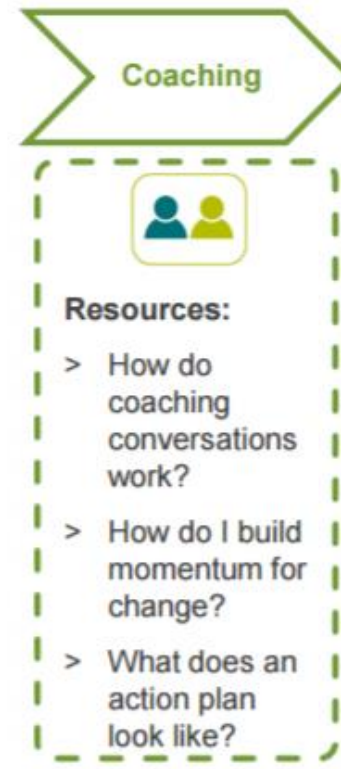 Coaching
Resources:
> How do
coaching
conversations
work?
> How do I build
momentum for
change?
> What does an
action plan
look like?